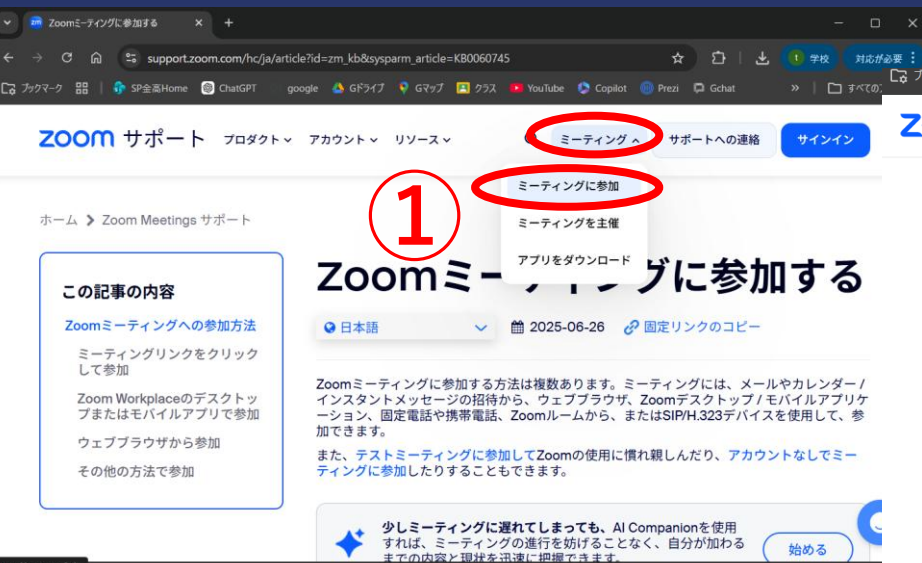 Zoomミーティングに参加する
support.zoom.com/hc/ja/article?id=zm_kb&sysparm_article=KB0060745
学校
対応が必要
ブックマーク
SP金高Home
ChatGPT
google
Gドライブ
Gマップ
クラス
YouTube
Copilot
Prezi
Gchat
»
すべての
zoom サポート
プロダクト
アカウント
リソース
ミーティング
サポートへの連絡
サインイン
ミーティングに参加
ミーティングを主催
アプリをダウンロード
①
ホーム
Zoom Meetings サポート
この記事の内容
Zoomミーティングへの参加方法
ミーティングリンクをクリック
して参加
Zoom Workplaceのデスクトッ
プまたはモバイルアプリで参加
ウェブブラウザから参加
その他の方法で参加
Zoomミーティングに参加する
日本語
2025-06-26
固定リンクのコピー
Zoomミーティングに参加する方法は複数あります。ミーティングには、メールやカレンダー /
インスタントメッセージの招待から、ウェブブラウザ、Zoomデスクトップ / モバイルアプリケ
ーション、固定電話や携帯電話、Zoomルームから、またはSIP/H.323デバイスを使用して、参
加できます。
また、テストミーティングに参加してZoomの使用に慣れ親しんだり、アカウントなしでミー
ティングに参加したりすることもできます。
少しミーティングに遅れてしまっても、AI Companionを使用
すれば、ミーティングの進行を妨げることなく、自分が加わる
までの内容と現状を迅速に把握できます。
始める